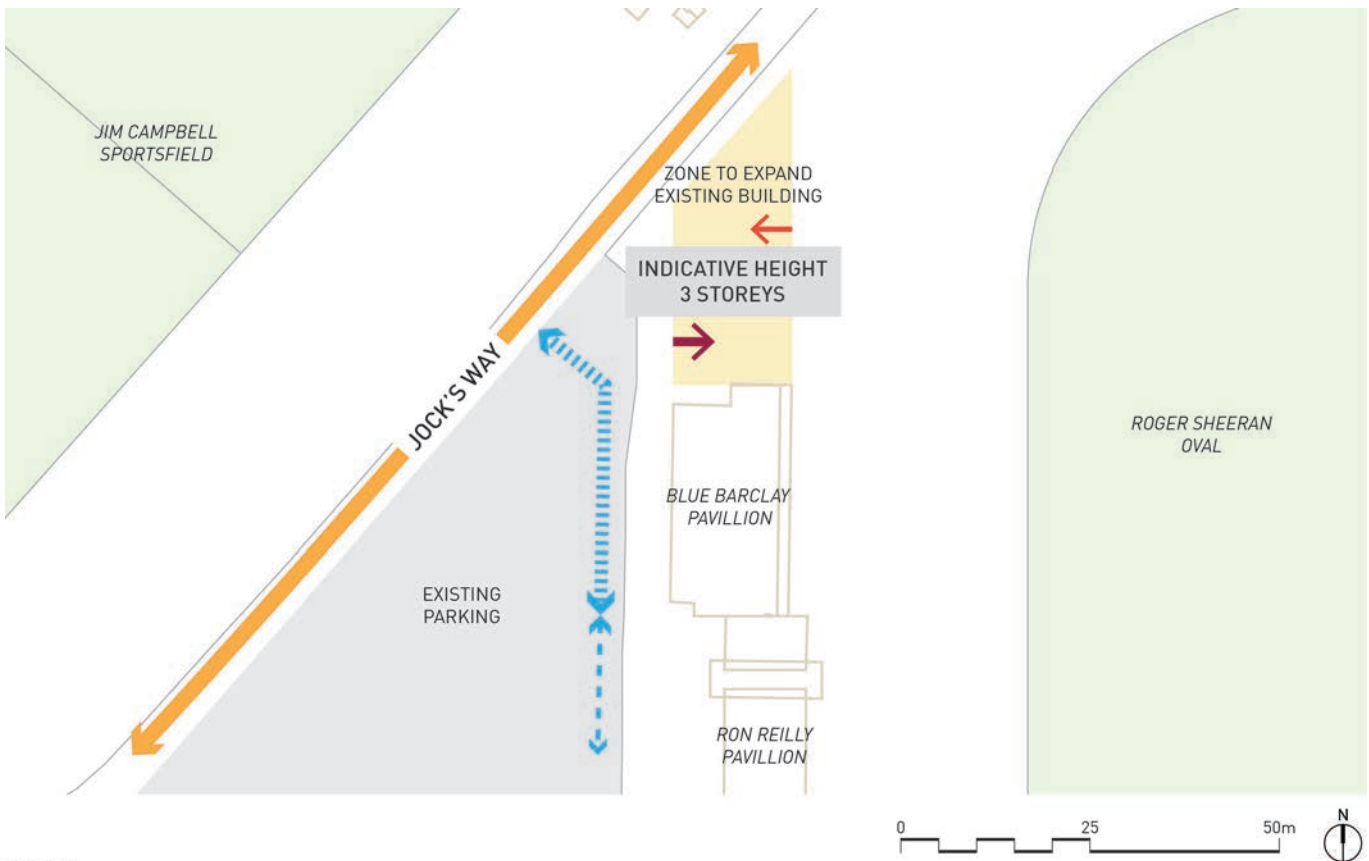 JIM CAMPBELL
SPORTSFIELD
ZONE TO EXPAND
EXISTING BUILDING
INDICATIVE HEIGHT
3 STOREYS
JOCK'S WAY
ROGER SHEERAN
OVAL
BLUE BARCLAY
PAVILLION
EXISTING
PARKING
RON REILLY
PAVILLION
0 25 50m
N